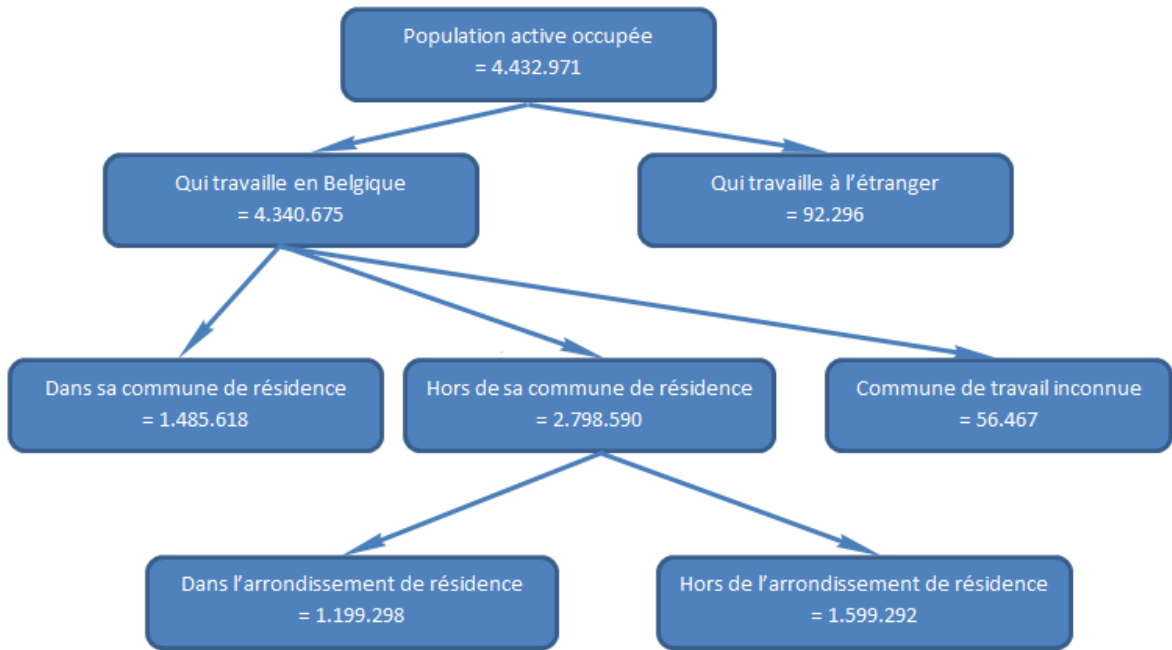 Population active occupée
= 4.432.971
Qui travaille en Belgique
= 4.340.675
Qui travaille à l’étranger
= 92.296
Dans sa commune de résidence
= 1.485.618
Hors de sa commune de résidence
= 2.798.590
Commune de travail inconnue
= 56.467
Dans l’arrondissement de résidence
= 1.199.298
Hors de l’arrondissement de résidence
= 1.599.292